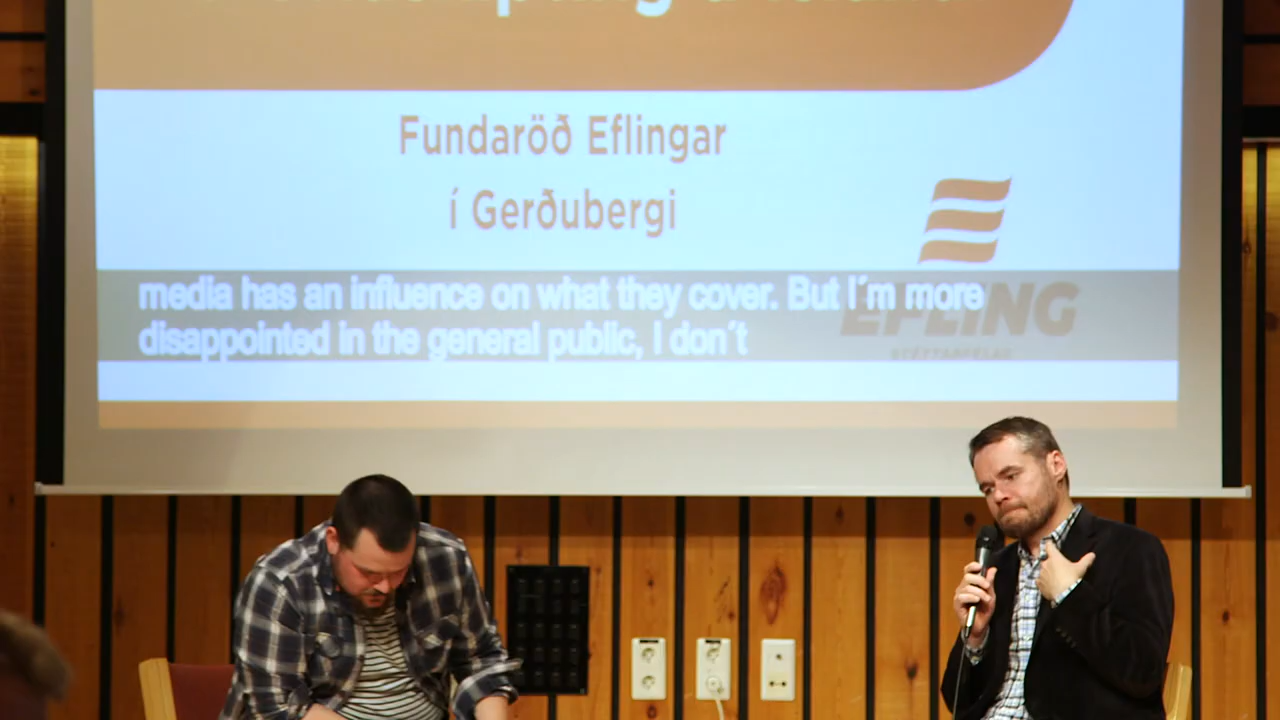 Fundaröð Eflingar
í Gerðubergi
media has an influence on what they cover. But I´m more
disappointed in the general public, I don´t
EFLING